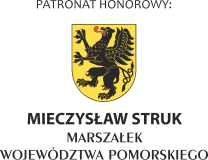 PATRONAT HONOROWY:
MIECZYSŁAW STRUK
MARSZAŁEK
WOJEWÓDZTWA POMORSKIEGO